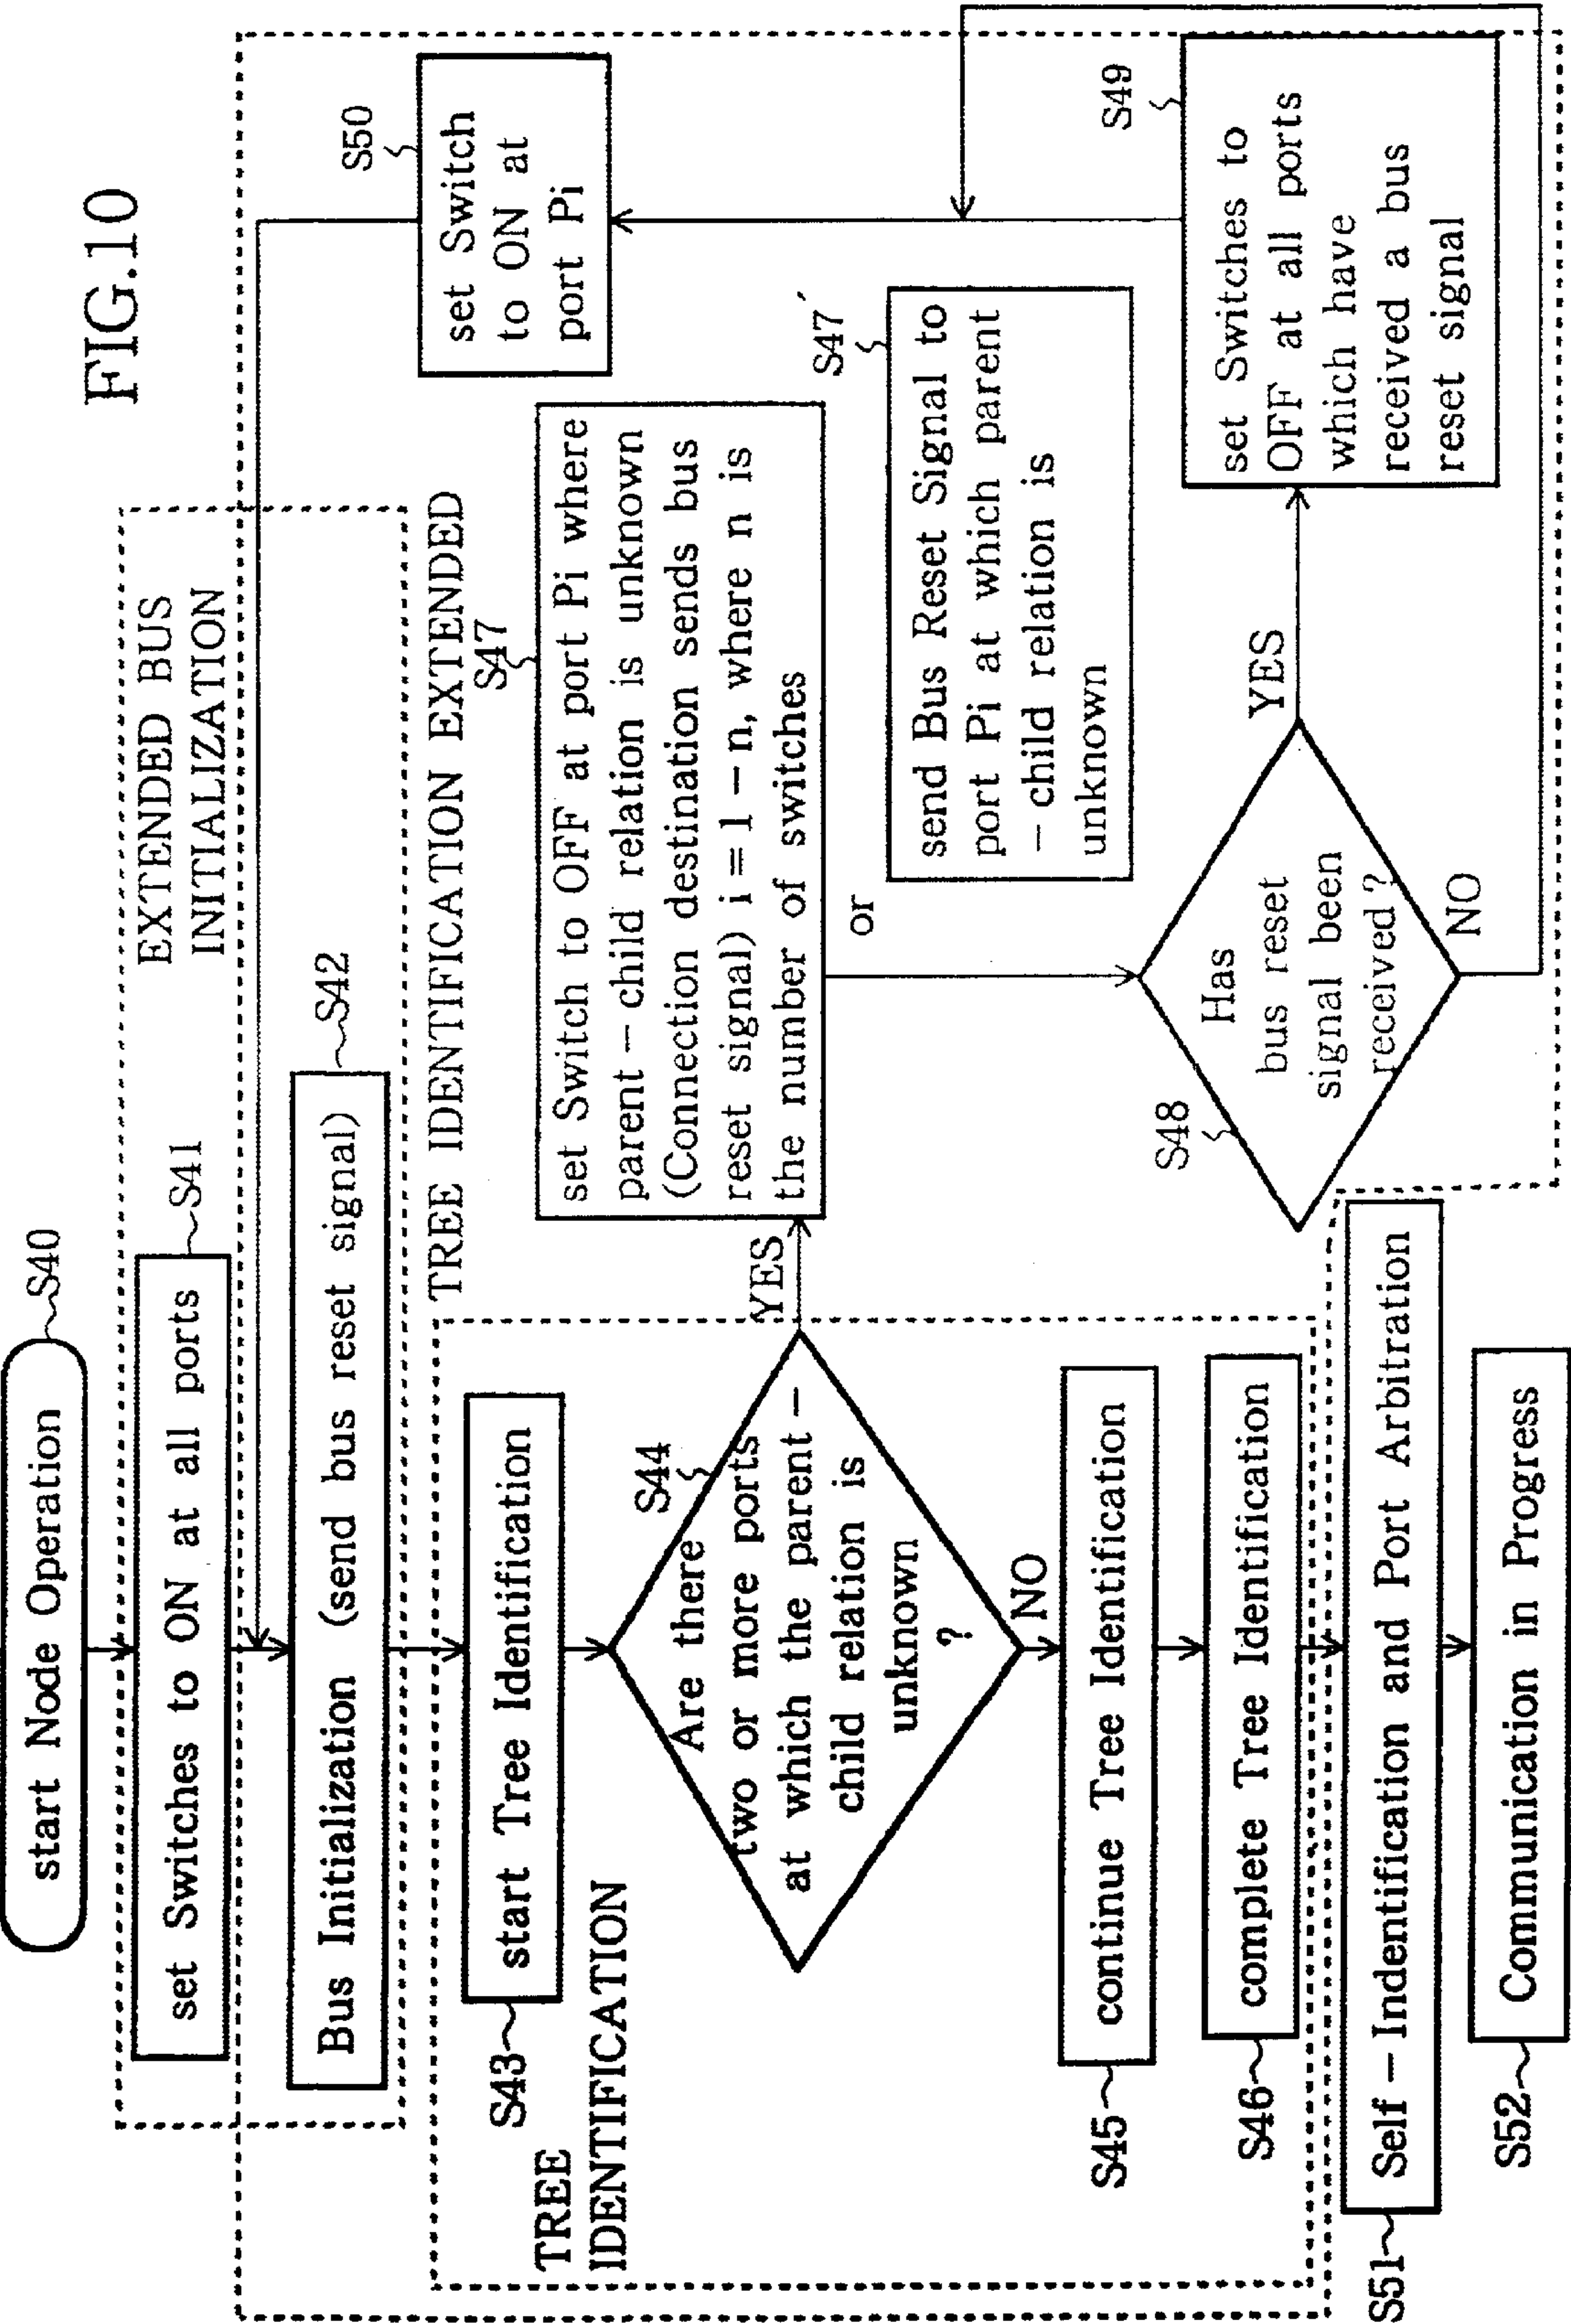 FIG.10
start Node Operation
S40
EXTENDED BUS
INITIALIZATION
set Switches to ON at all ports
S41
Bus Initialization (send bus reset signal)
S42
TREE IDENTIFICATION EXTENDED
TREE
IDENTIFICATION
S43
start Tree Identification
S44
Are there
two or more ports
at which the parent –
child relation is
unknown
?
YES
NO
S45
continue Tree Identification
S46
complete Tree Identification
S47
set Switch to OFF at port Pi where
parent – child relation is unknown
(Connection destination sends bus
reset signal) i = 1 – n, where n is
the number of switches
or
S47'
send Bus Reset Signal to
port Pi at which parent
– child relation is
unknown
S48
Has
bus reset
signal been
received ?
YES
NO
S49
set Switches to
OFF at all ports
which have
received a bus
reset signal
S50
set Switch
to ON at
port Pi
S51
Self – Indentification and Port Arbitration
S52
Communication in Progress